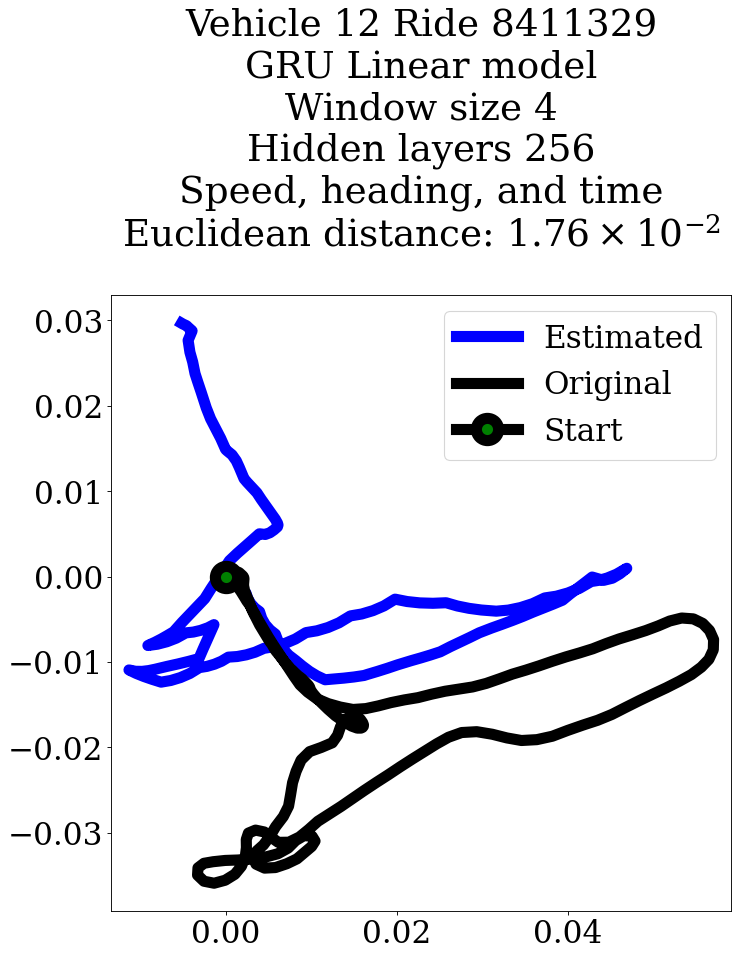 Vehicle 12 Ride 8411329
GRU Linear model
Window size 4
Hidden layers 256
Speed, heading, and time
Euclidean distance: 1.76 × 10⁻²
Estimated
Original
Start
0.03
0.02
0.01
0.00
−0.01
−0.02
−0.03
0.00 0.02 0.04